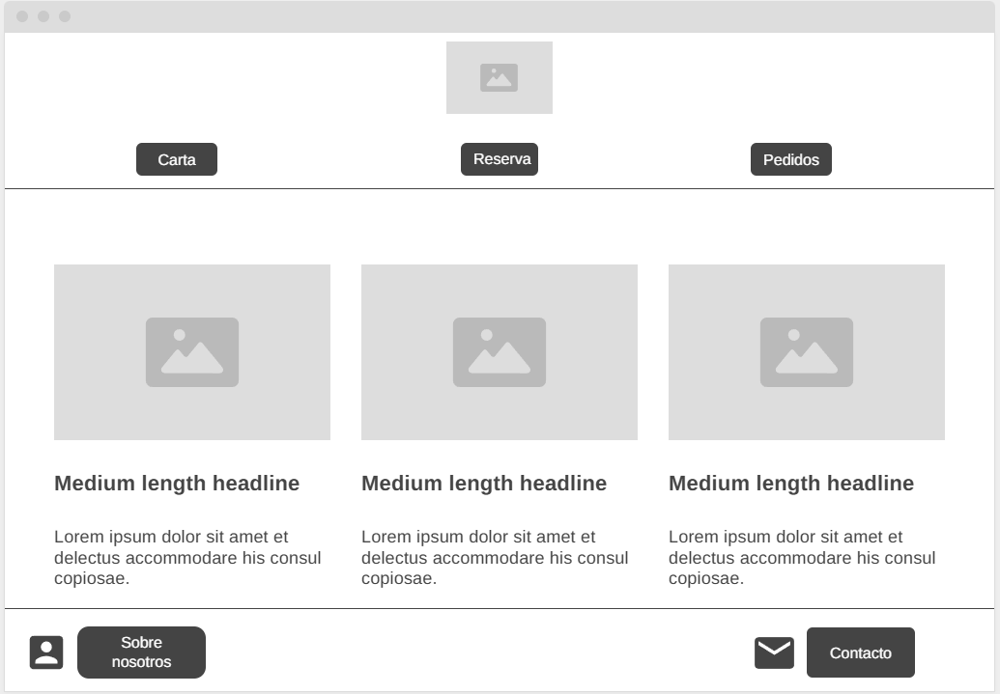 Carta
Reserva
Pedidos
Medium length headline
Medium length headline
Medium length headline
Lorem ipsum dolor sit amet et
delectus accommodare his consul
copiosae.
Lorem ipsum dolor sit amet et
delectus accommodare his consul
copiosae.
Lorem ipsum dolor sit amet et
delectus accommodare his consul
copiosae.
Sobre
nosotros
Contacto